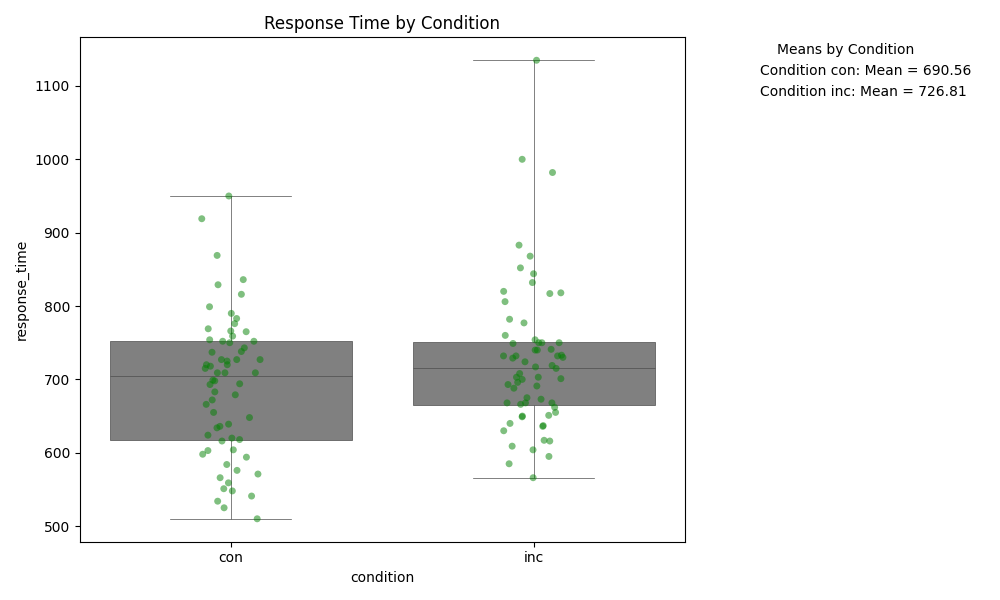 Response Time by Condition
Means by Condition
Condition con: Mean = 690.56
Condition inc: Mean = 726.81
response_time
1100
1000
900
800
700
600
500
con
inc
condition